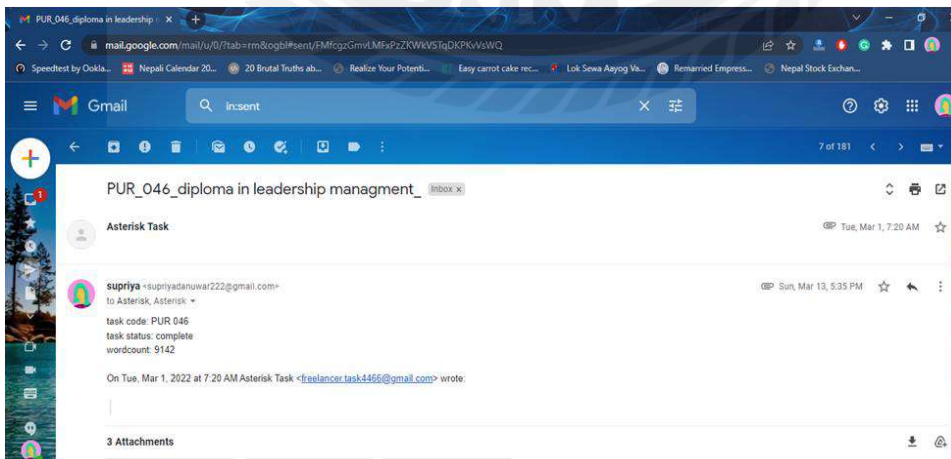 PUR_046_diploma in leadership
mail.google.com/mail/u/0/?tab=rm&ogbl#sent/FMfcgzGmvLMFxPzZKWkVSTqDKPKvVsWQ
Speedtest by Ookla... Nepali Calendar 20... 20 Brutal Truths ab... Realize Your Potenti... Easy carrot cake rec... Lok Sewa Aayog Va... Remarried Empress... Nepal Stock Exchan...
Gmail in:sent
7 of 181
PUR_046_diploma in leadership managment_ Inbox x
1
Asterisk Task Tue, Mar 1, 7:20 AM
supriya <supriyadanuwar222@gmail.com> Sun, Mar 13, 5:35 PM
to Asterisk, Asterisk
task code: PUR 046
task status: complete
wordcount: 9142
On Tue, Mar 1, 2022 at 7:20 AM Asterisk Task <freelancer.task4466@gmail.com> wrote:
3 Attachments